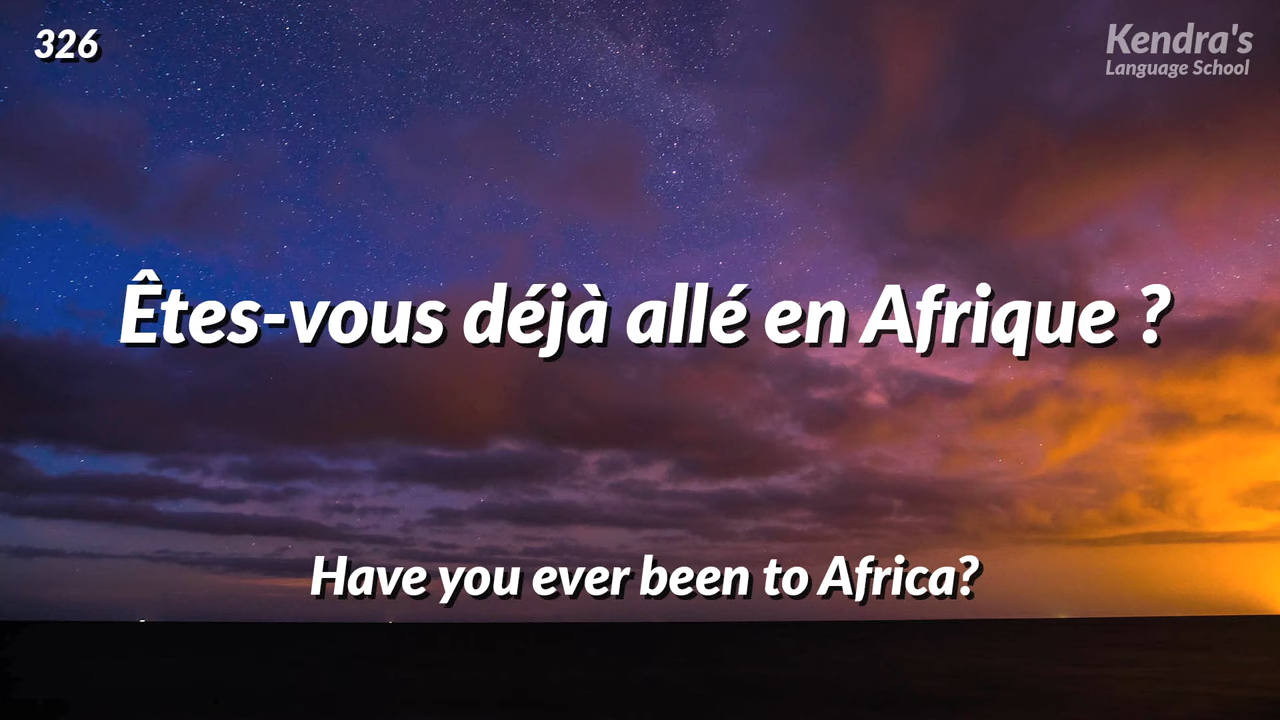 326
Kendra's
Language School
Êtes-vous déjà allé en Afrique ?
Have you ever been to Africa?